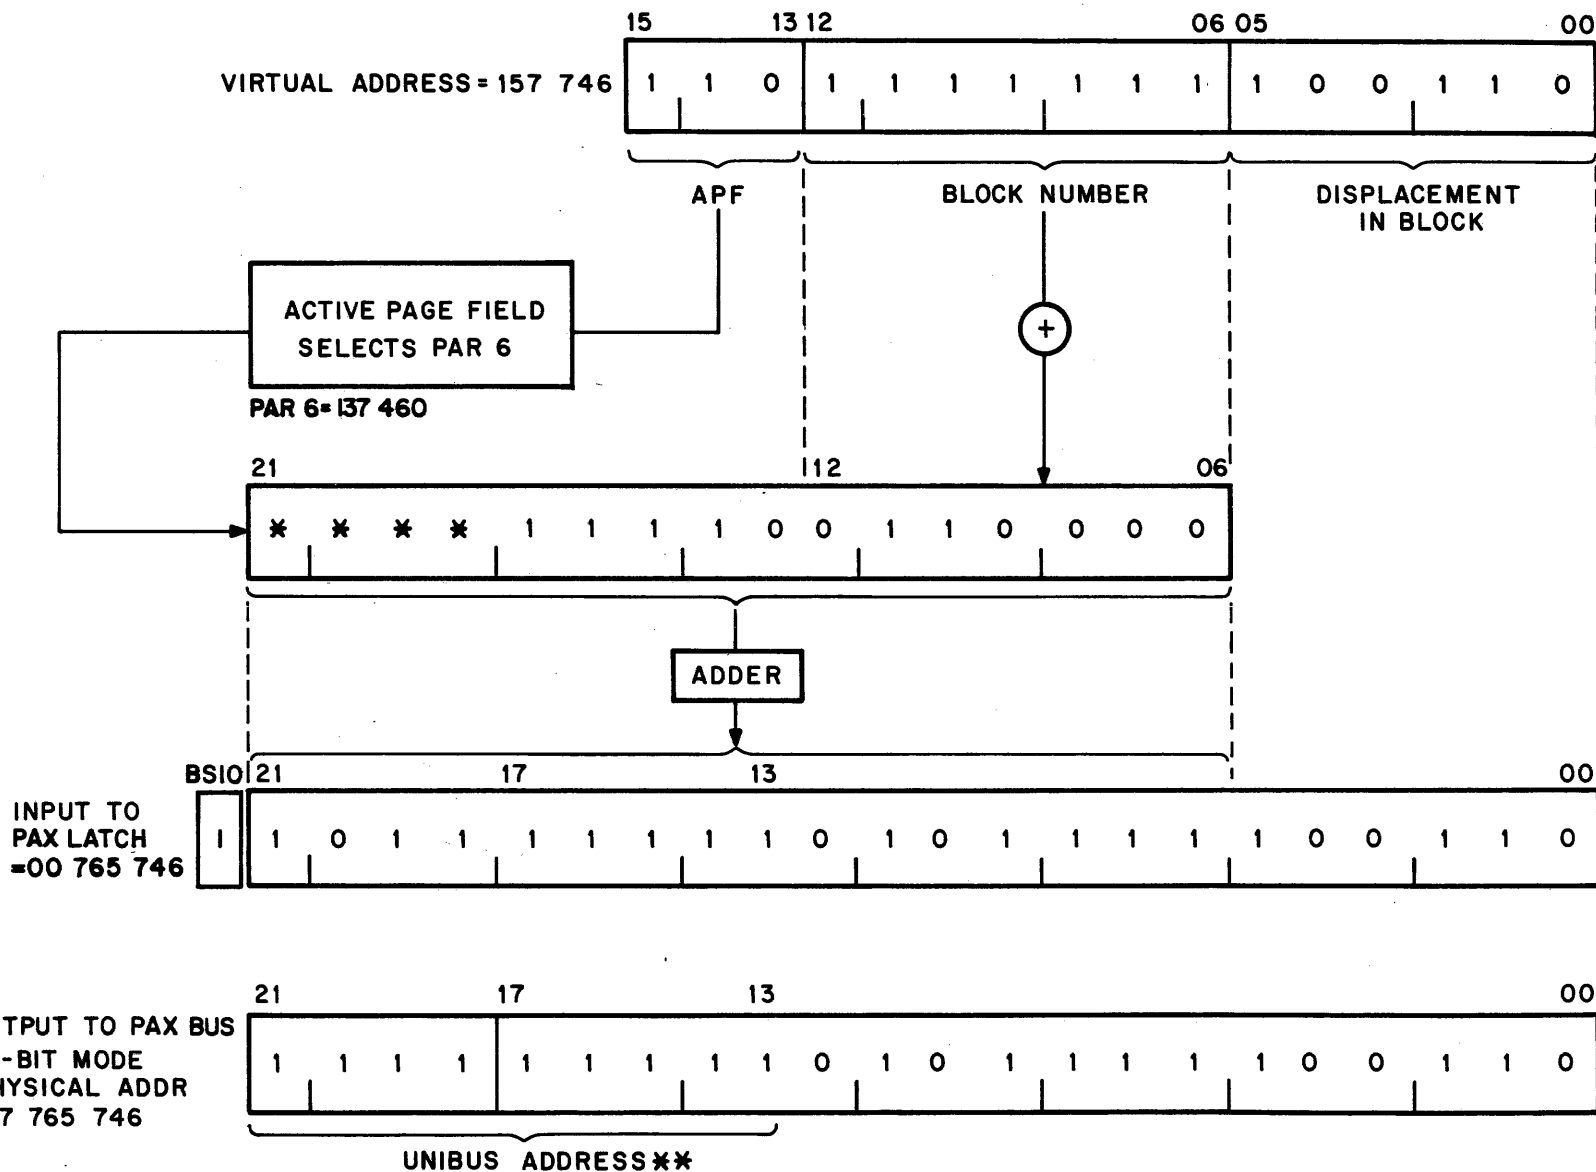 15 13 12 06 05 00
VIRTUAL ADDRESS = 157 746 1 1 0 1 1 1 1 1 1 1 1 0 0 1 1 0
APF BLOCK NUMBER DISPLACEMENT
IN BLOCK
ACTIVE PAGE FIELD
SELECTS PAR 6
+
PAR 6 = 137 460
21 12 06
* * * * 1 1 1 1 0 0 1 1 0 0 0 0
ADDER
BSIO 21 17 13 00
INPUT TO
PAX LATCH
=00 765 746
1 1 0 1 1 1 1 1 1 0 1 0 1 1 1 1 0 0 1 1 0
21 17 13 00
TPUT TO PAX BUS
-BIT MODE
HYSICAL ADDR
7 765 746
1 1 1 1 1 1 1 1 1 0 1 0 1 1 1 1 0 0 1 1 0
UNIBUS ADDRESS **